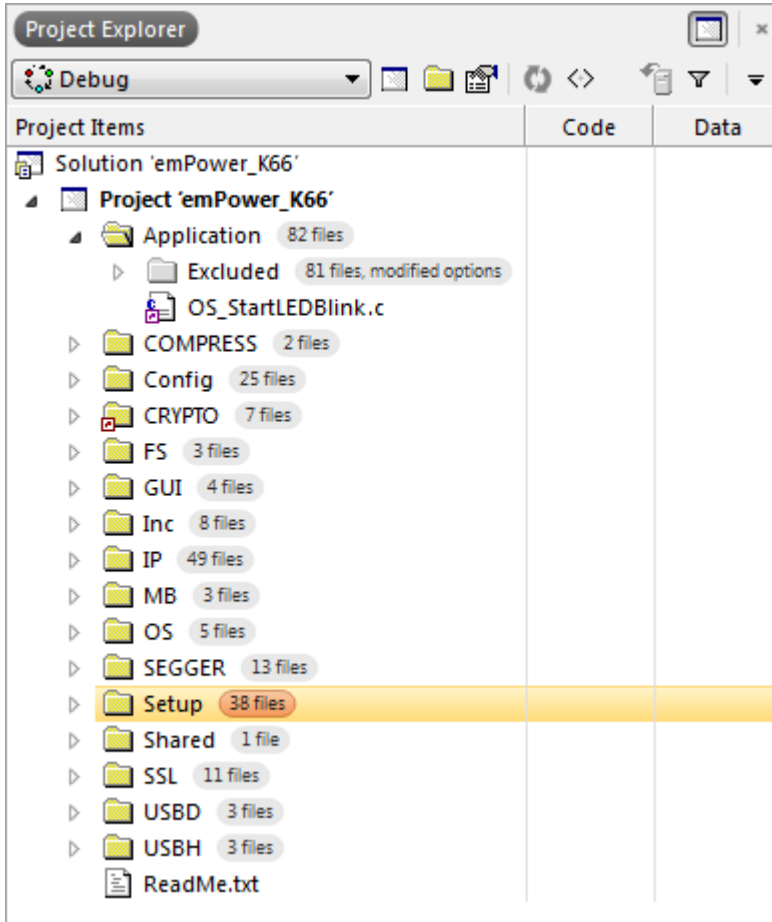 Project Explorer
Debug
Project Items Code Data
Solution 'emPower_K66'
Project 'emPower_K66'
Application 82 files
Excluded 81 files, modified options
OS_StartLEDBlink.c
COMPRESS 2 files
Config 25 files
CRYPTO 7 files
FS 3 files
GUI 4 files
Inc 8 files
IP 49 files
MB 3 files
OS 5 files
SEGGER 13 files
Setup 38 files
Shared 1 file
SSL 11 files
USBD 3 files
USBH 3 files
ReadMe.txt